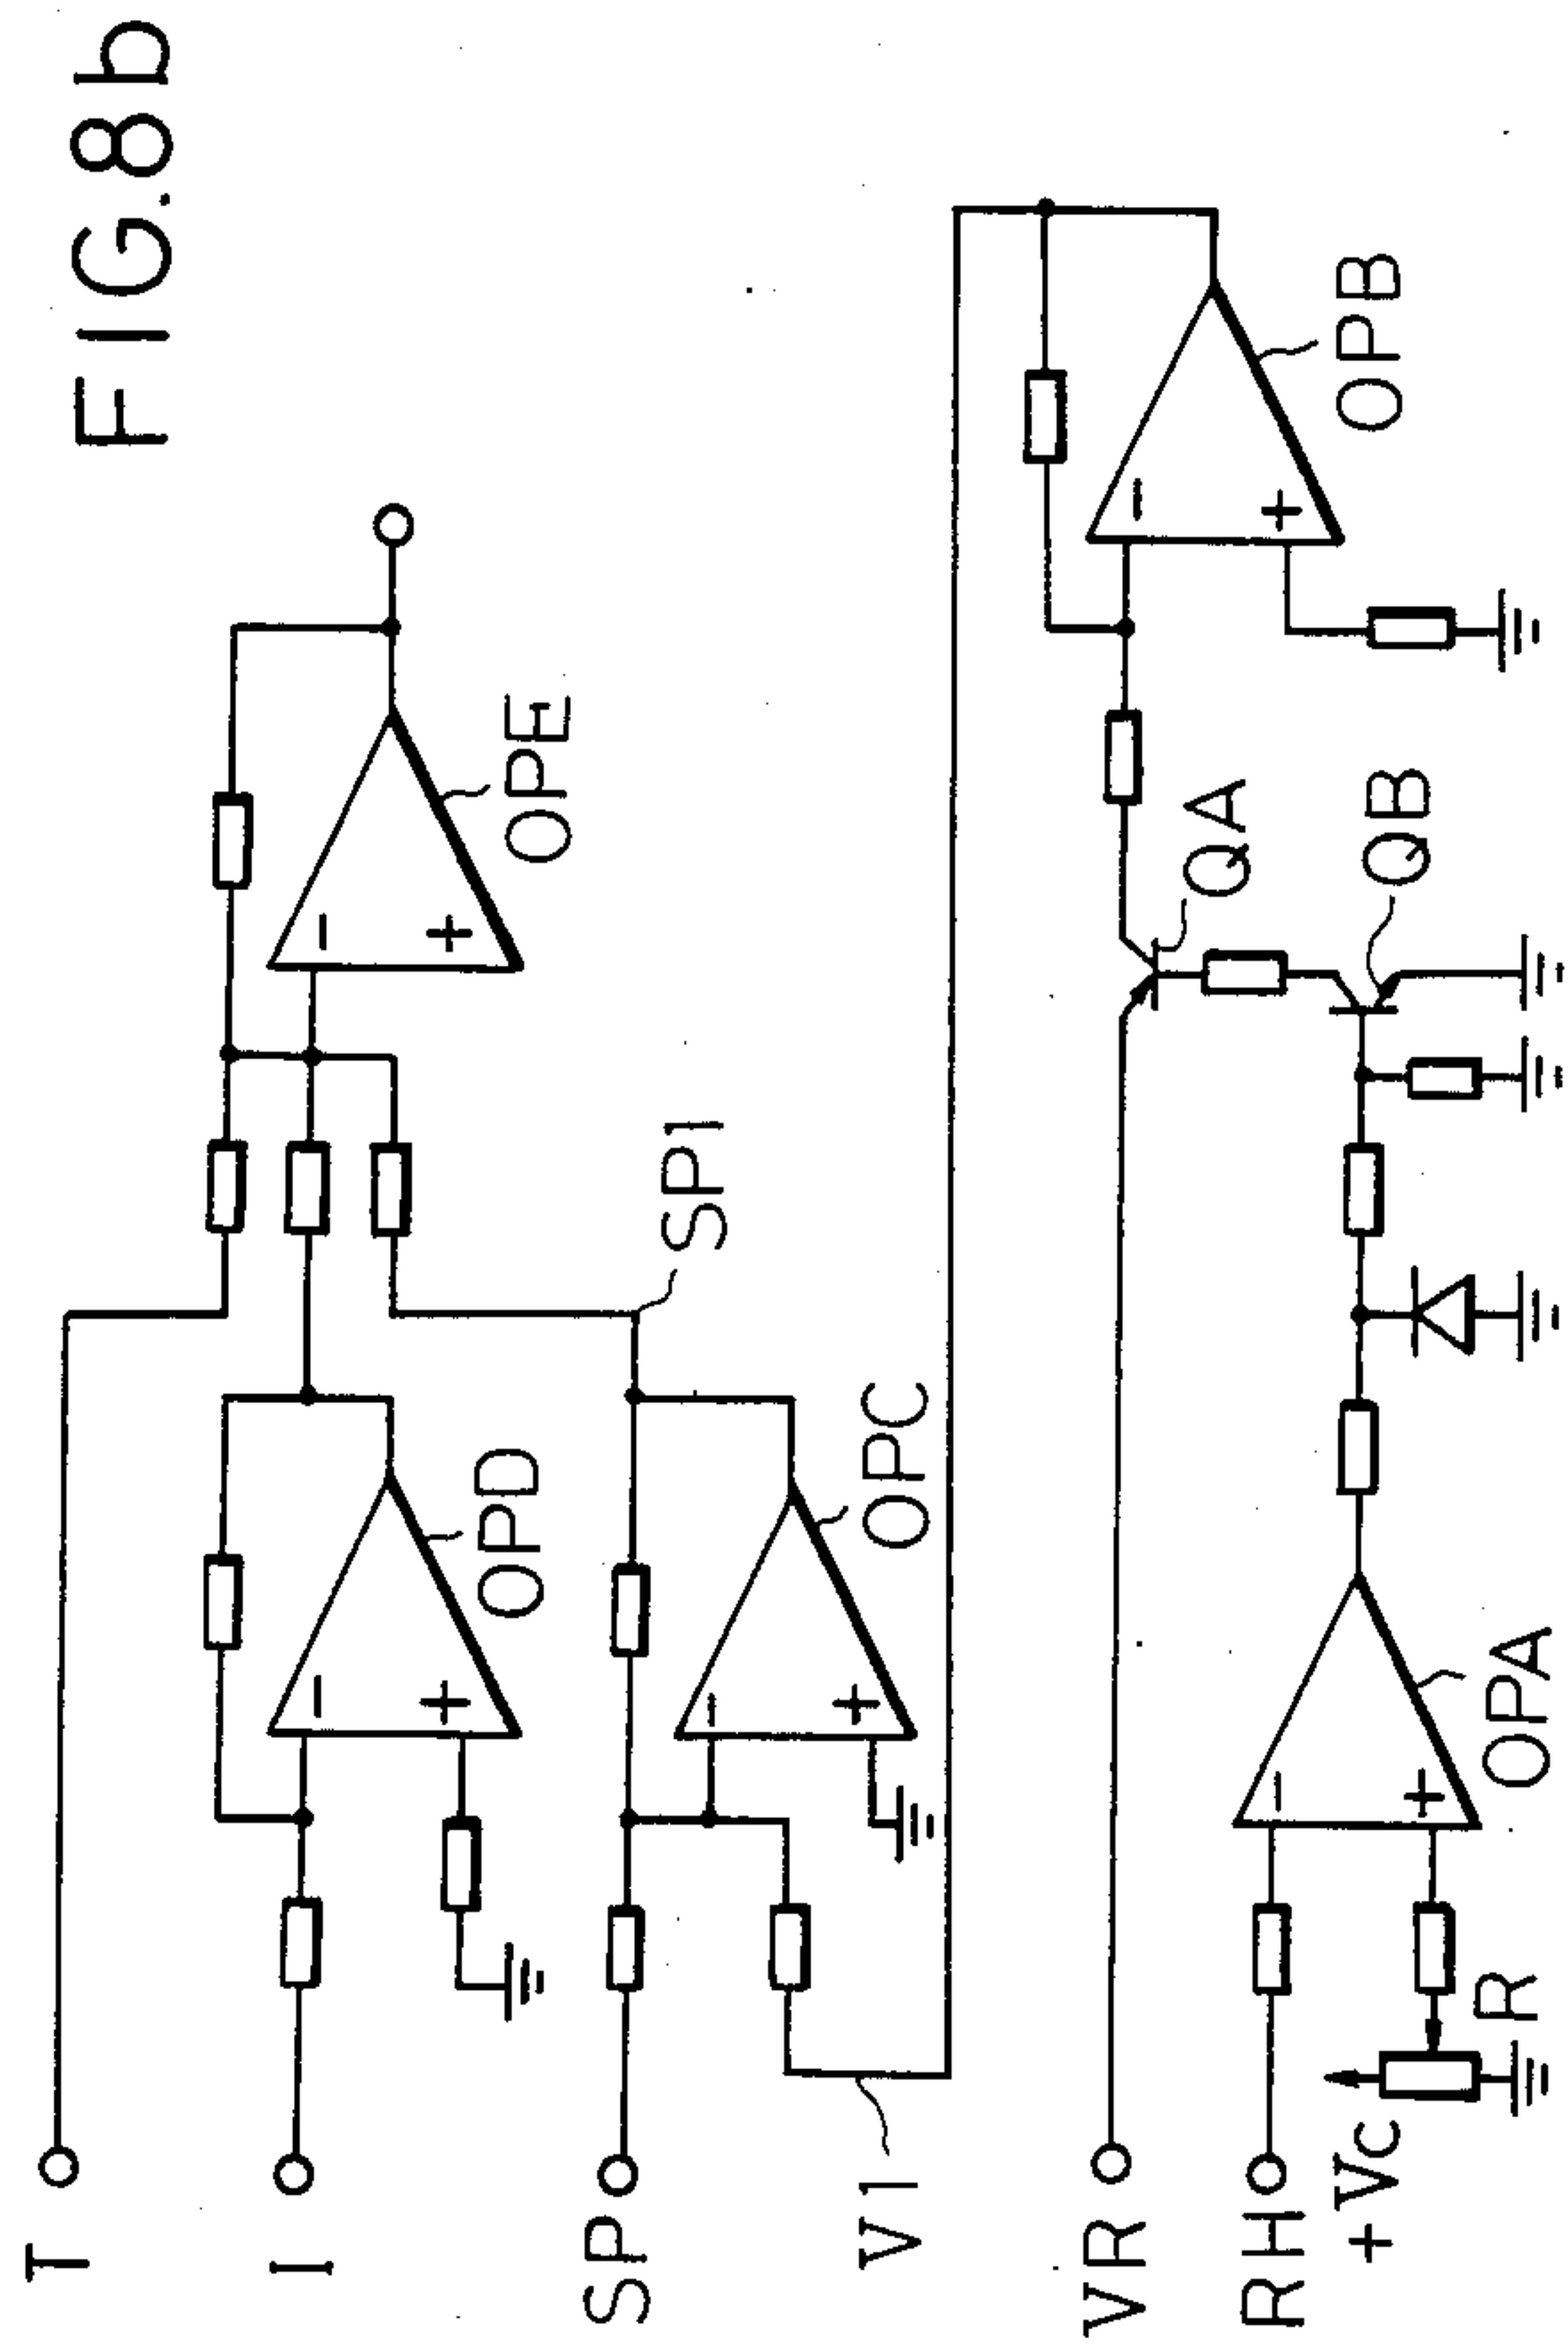 FIG.8b
T
I
SP
V1
VR
RH
+Vc
R
OPD
OPC
OPA
SP1
OPE
QA
QB
OPB
-
+
-
+
-
+
-
+
-
+